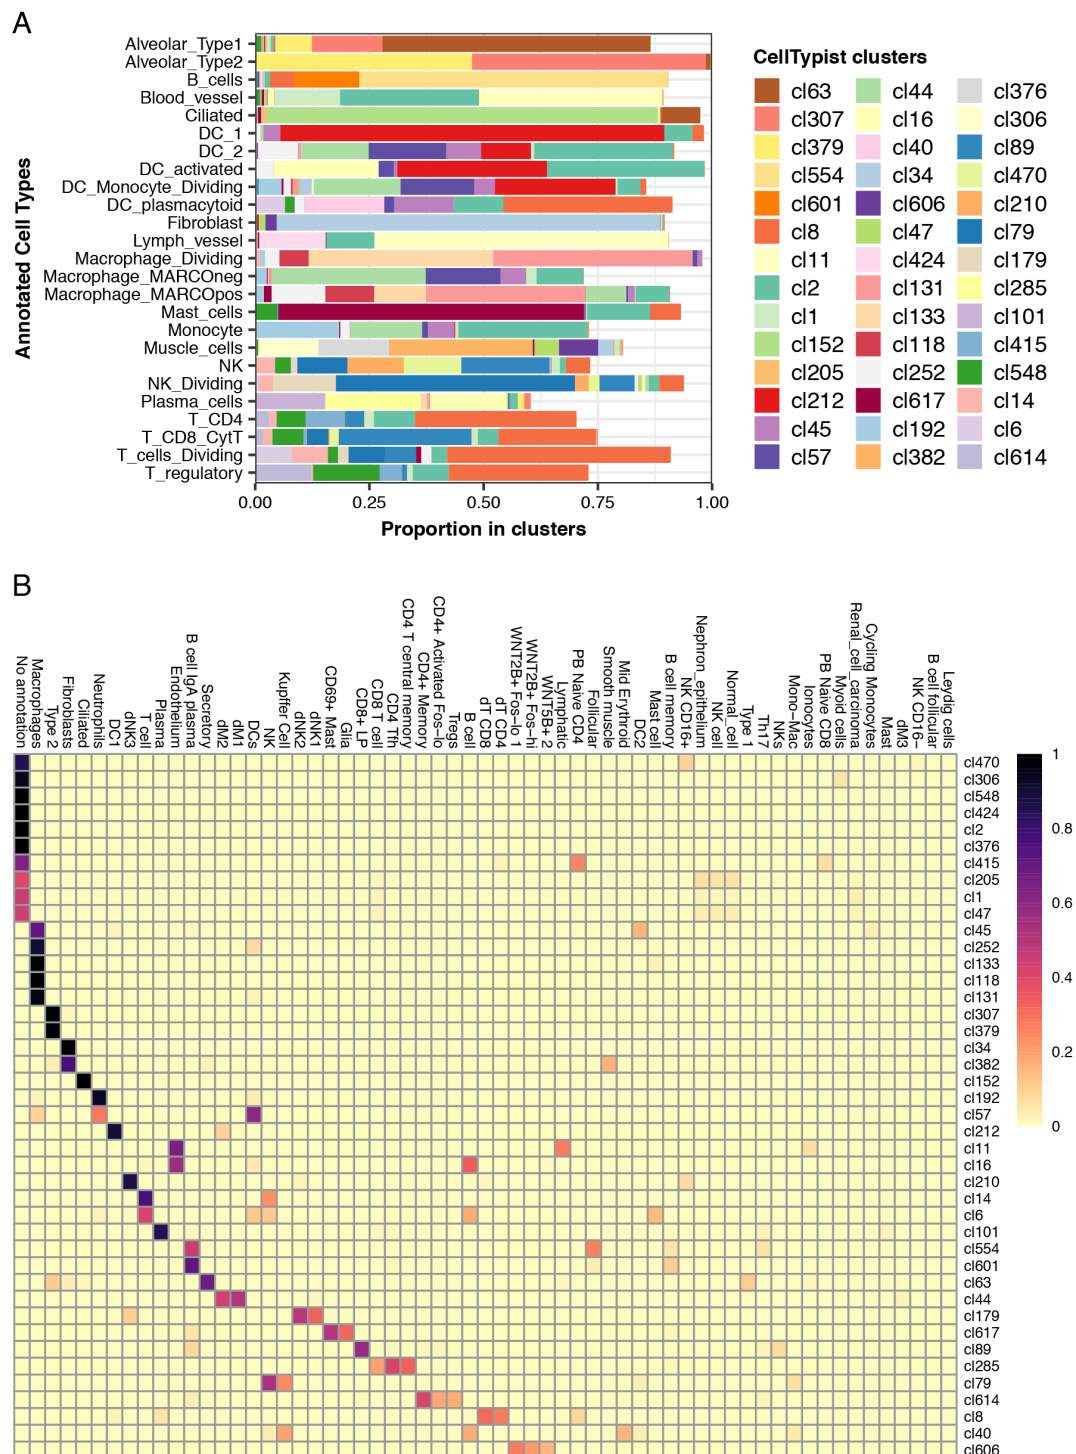 A
Alveolar_Type1
Alveolar_Type2
B_cells
Blood_vessel
Ciliated
DC_1
DC_2
DC_activated
DC_Monocyte_Dividing
DC_plasmacytoid
Fibroblast
Lymph_vessel
Macrophage_Dividing
Macrophage_MARCOneg
Macrophage_MARCOpos
Mast_cells
Monocyte
Muscle_cells
NK
NK_Dividing
Plasma_cells
T_CD4
T_CD8_CytT
T_cells_Dividing
T_regulatory
Annotated Cell Types
0.00 0.25 0.50 0.75 1.00
Proportion in clusters
CellTypist clusters
cl63 cl44 cl376
cl307 cl16 cl306
cl379 cl40 cl89
cl554 cl34 cl470
cl601 cl606 cl210
cl8 cl47 cl79
cl11 cl424 cl179
cl2 cl131 cl285
cl1 cl133 cl101
cl152 cl118 cl415
cl205 cl252 cl548
cl212 cl617 cl14
cl45 cl192 cl6
cl57 cl382 cl614
B
No annotation
Macrophages
Type 2
Fibroblasts
Ciliated
Neutrophils
DC1
dNK3
T cell
Plasma
Endothelium
B cell IgA plasma
Secretory
dM2
dM1
DCs
NK
Kupffer Cell
dNK2
dNK1
CD69+ Mast
Glia
CD8+ LP
CD8 T cell
CD4 Tfh
CD4 T central memory
CD4+ Memory
CD4+ Activated Fos-lo
Tregs
B cell
dT CD8
dT CD4
WNT2B+ Fos-lo 1
WNT2B+ Fos-hi
WNT5B+ 2
Lymphatic
PB Naive CD4
Follicular
Smooth muscle
Mid Erythroid
DC2
Mast cell
B cell memory
NK CD16+
Nephron_epithelium
NK_cell
Normal_cell
Type 1
Th17
NKs
Mono-Mac
Ionocytes
PB Naive CD8
Myoid cells
Renal_cell_carcinoma
Cycling Monocytes
Mast
dM3
NK CD16-
B cell follicular
Leydig cells
cl470
cl306
cl548
cl424
cl2
cl376
cl415
cl205
cl1
cl47
cl45
cl252
cl133
cl118
cl131
cl307
cl379
cl34
cl382
cl152
cl192
cl57
cl212
cl11
cl16
cl210
cl14
cl6
cl101
cl554
cl601
cl63
cl44
cl179
cl617
cl89
cl285
cl79
cl614
cl8
cl40
cl606
1
0.8
0.6
0.4
0.2
0